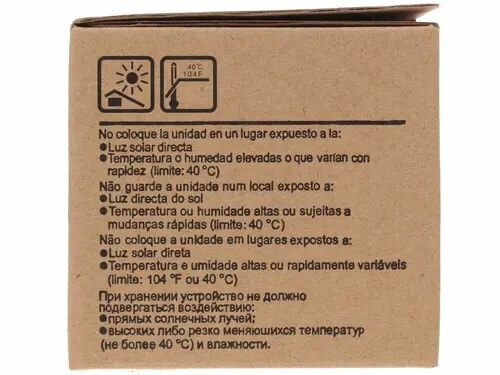 40°C
104 F
No coloque la unidad en un lugar expuesto a la:
●Luz solar directa
●Temperatura o humedad elevadas o que varían con
rapidez (limite: 40 °C)
Não guarde a unidade num local exposto a:
●Luz directa do sol
●Temperatura ou humidade altas ou sujeitas a
mudanças rápidas (limite: 40 °C)
Não coloque a unidade em lugares expostos a:
●Luz solar direta
●Temperatura e umidade altas ou rapidamente variáveis
(limite: 104 °F ou 40 °C)
При хранении устройство не должно
подвергаться воздействию:
●прямых солнечных лучей;
●высоких либо резко меняющихся температур
(не более 40 °C) и влажности.